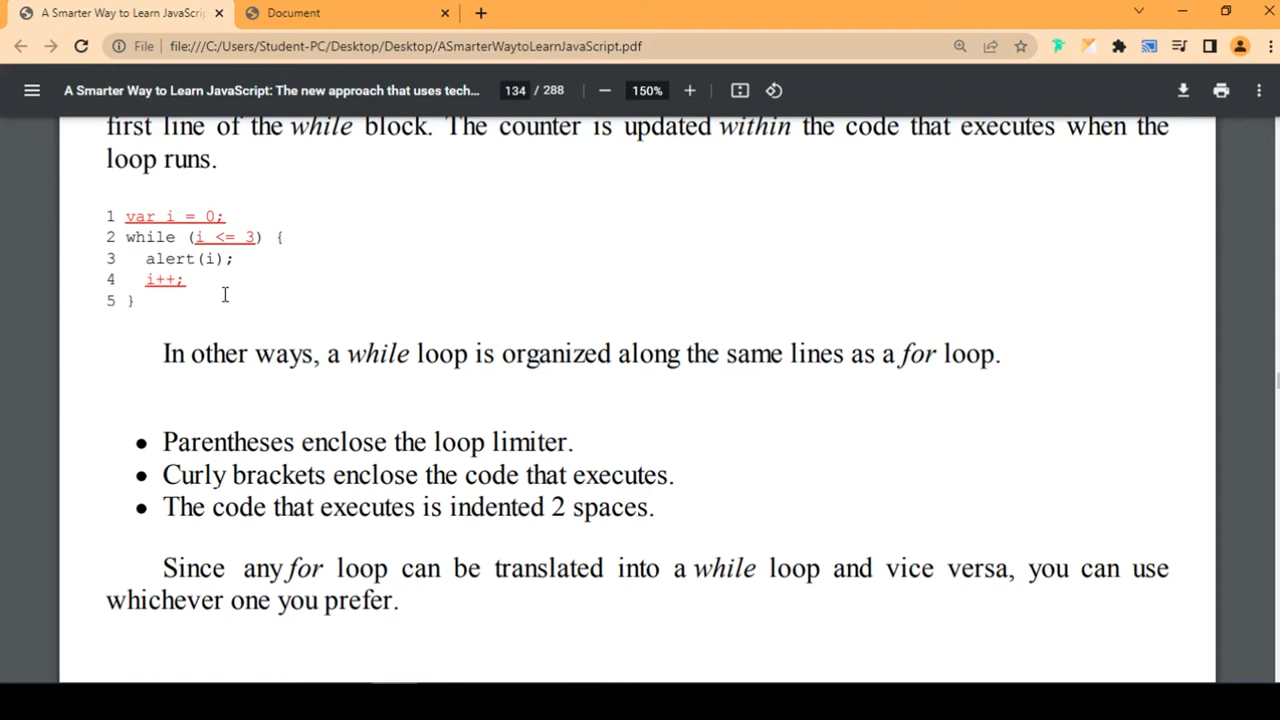 A Smarter Way to Learn JavaScri
Document
File
file:///C:/Users/Student-PC/Desktop/Desktop/ASmarterWaytoLearnJavaScript.pdf
A Smarter Way to Learn JavaScript: The new approach that uses tech...
134 / 288
150%
first line of the while block. The counter is updated within the code that executes when the
loop runs.
1 var i = 0;
2 while (i <= 3) {
3   alert(i);
4   i++;
5 }
In other ways, a while loop is organized along the same lines as a for loop.
• Parentheses enclose the loop limiter.
• Curly brackets enclose the code that executes.
• The code that executes is indented 2 spaces.
Since any for loop can be translated into a while loop and vice versa, you can use
whichever one you prefer.